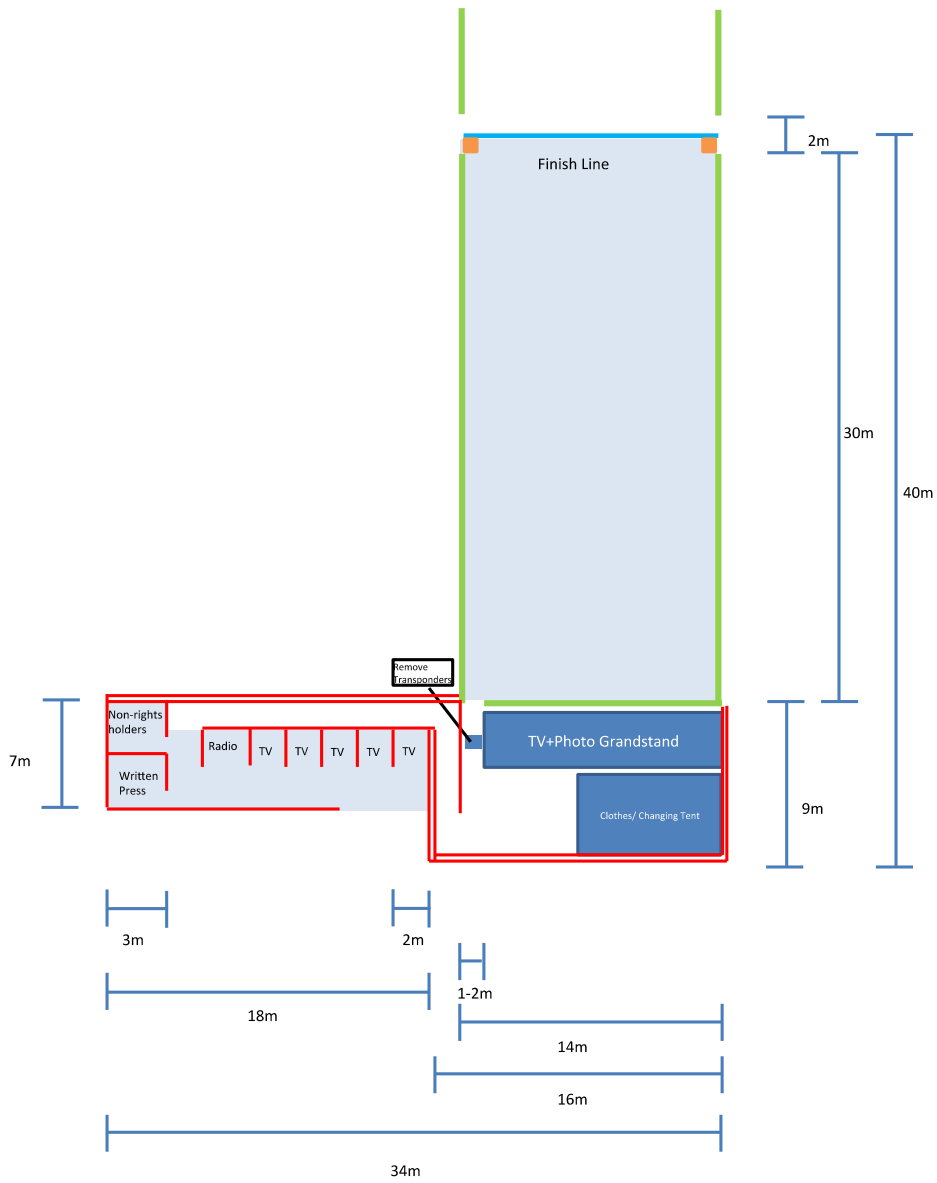 2m
Finish Line
30m
40m
Remove
Transponders
Non-rights
holders
Radio
TV
TV
TV
TV
TV
TV+Photo Grandstand
7m
Written
Press
Clothes/ Changing Tent
9m
3m
2m
1-2m
18m
14m
16m
34m